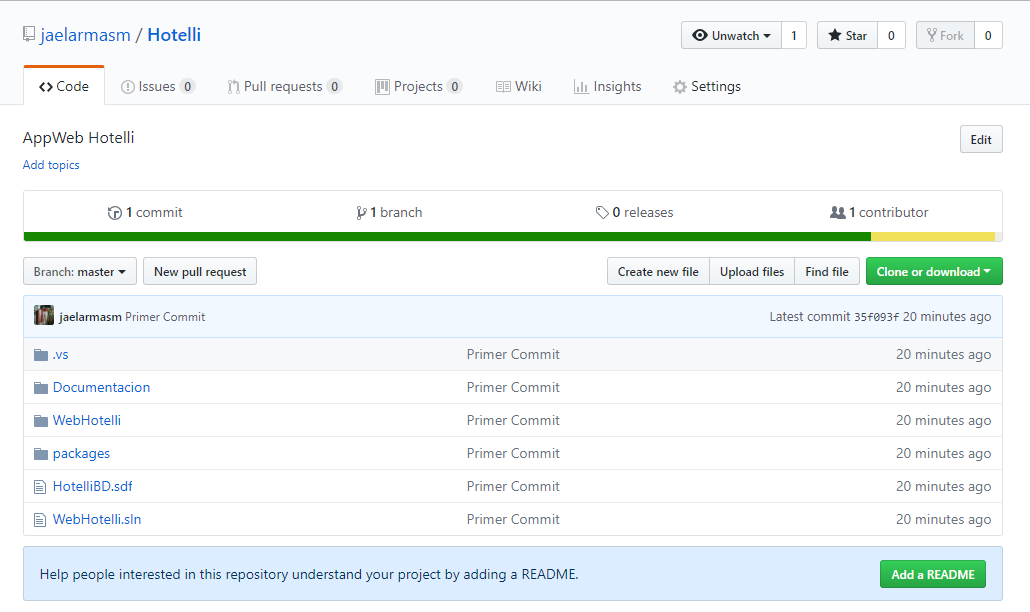 jaelarmasm / Hotelli Unwatch 1 Star 0 Fork 0
Code Issues 0 Pull requests 0 Projects 0 Wiki Insights Settings
AppWeb Hotelli Edit
Add topics
1 commit 1 branch 0 releases 1 contributor
Branch: master New pull request Create new file Upload files Find file Clone or download
jaelarmasm Primer Commit Latest commit 35f093f 20 minutes ago
.vs Primer Commit 20 minutes ago
Documentacion Primer Commit 20 minutes ago
WebHotelli Primer Commit 20 minutes ago
packages Primer Commit 20 minutes ago
HotelliBD.sdf Primer Commit 20 minutes ago
WebHotelli.sln Primer Commit 20 minutes ago
Help people interested in this repository understand your project by adding a README. Add a README